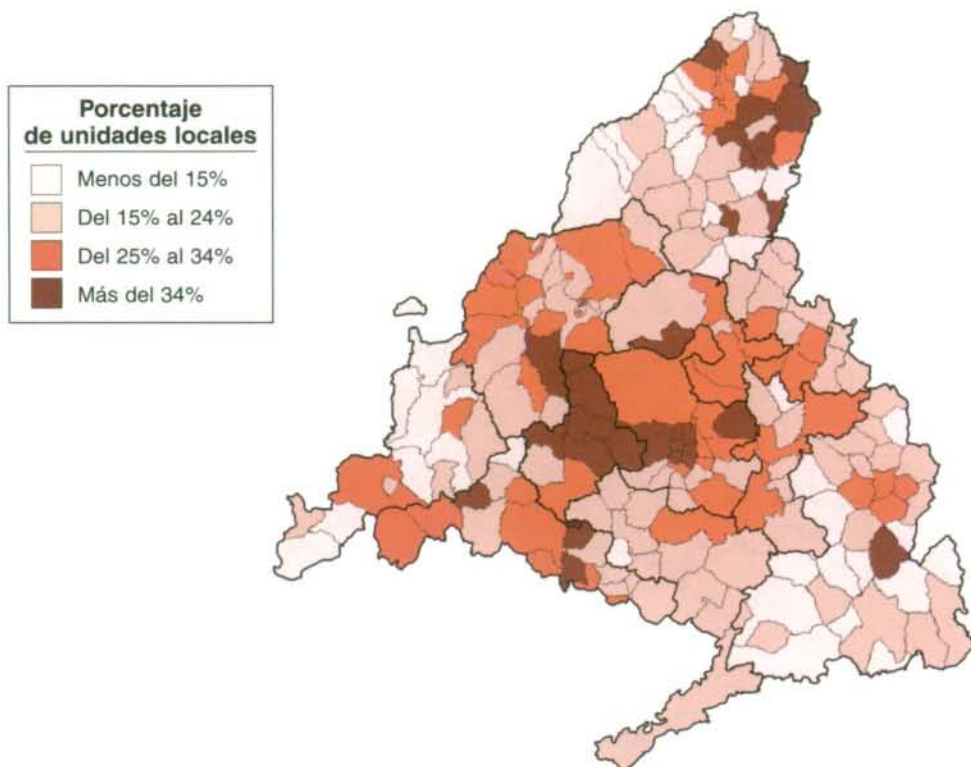 Porcentaje
de unidades locales
Menos del 15%
Del 15% al 24%
Del 25% al 34%
Más del 34%